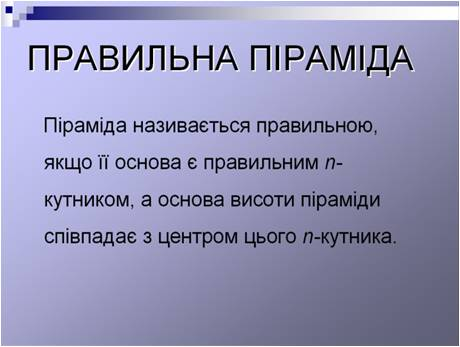 ПРАВИЛЬНА ПІРАМІДА
Піраміда називається правильною,
якщо її основа є правильним n-
кутником, а основа висоти піраміди
співпадає з центром цього n-кутника.